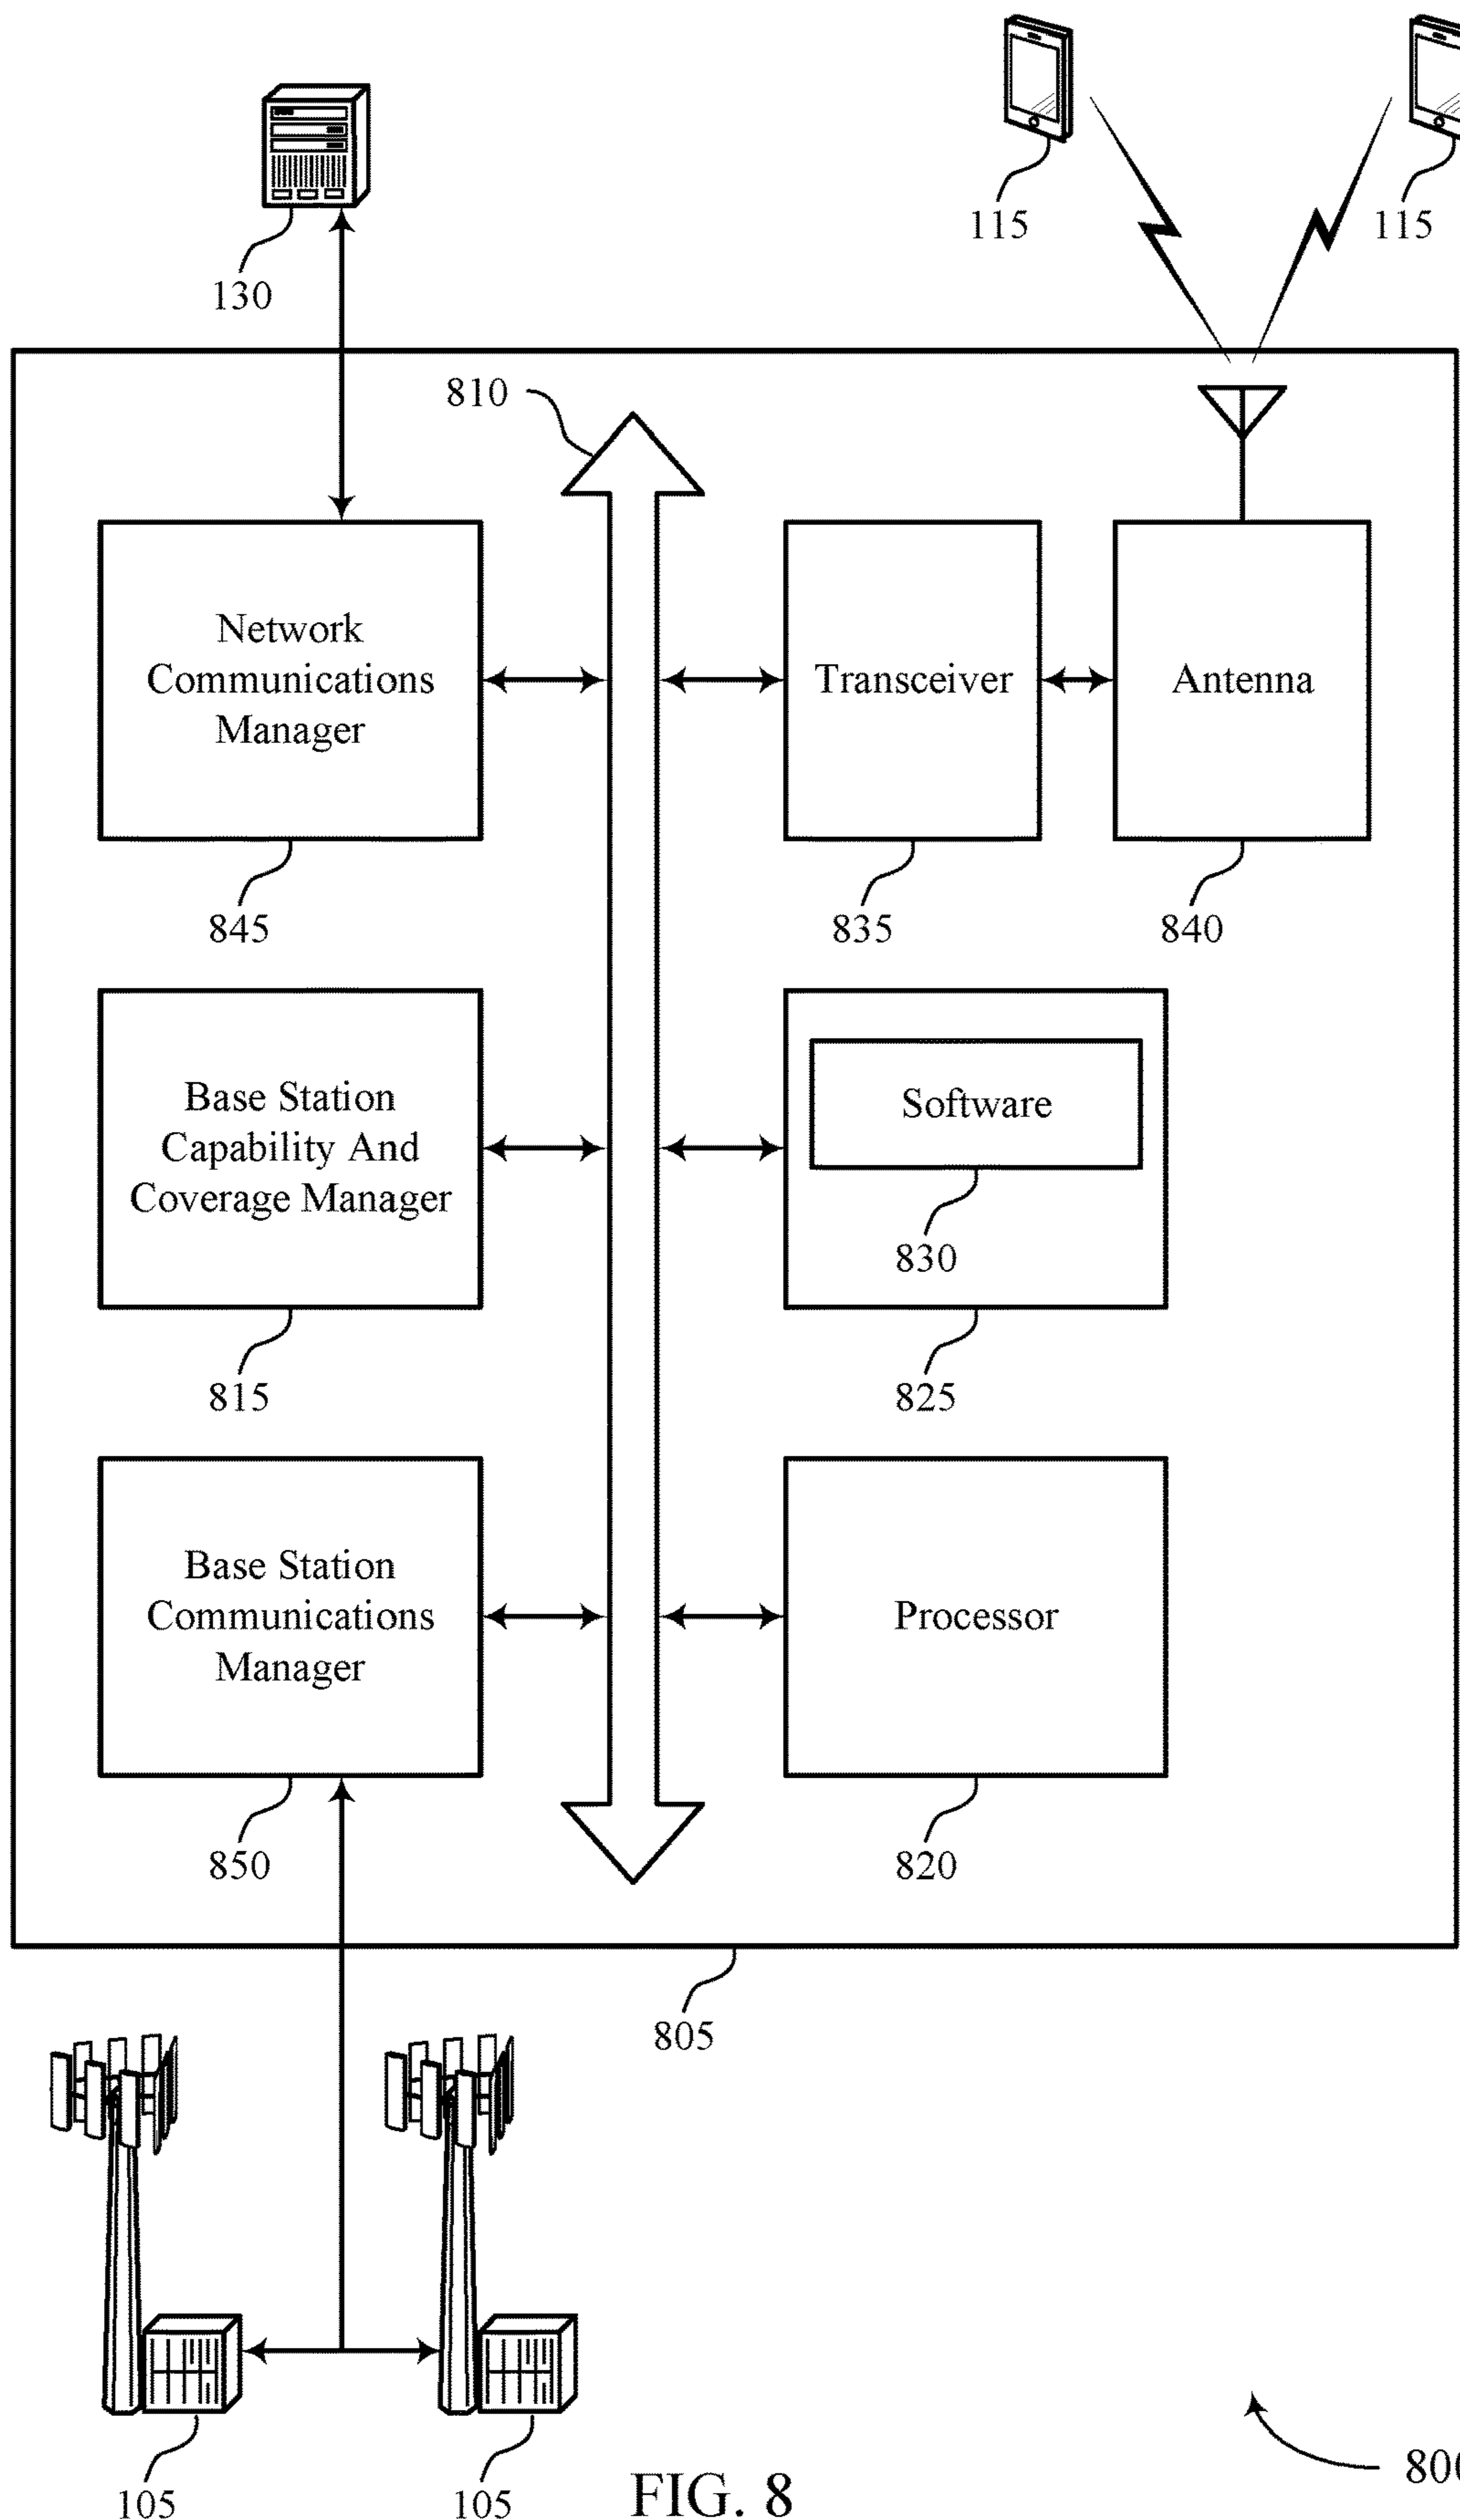 115
115
130
810
Network
Communications
Manager
Transceiver
Antenna
845
835
840
Base Station
Capability And
Coverage Manager
Software
830
815
825
Base Station
Communications
Manager
Processor
850
820
805
105
105
FIG. 8